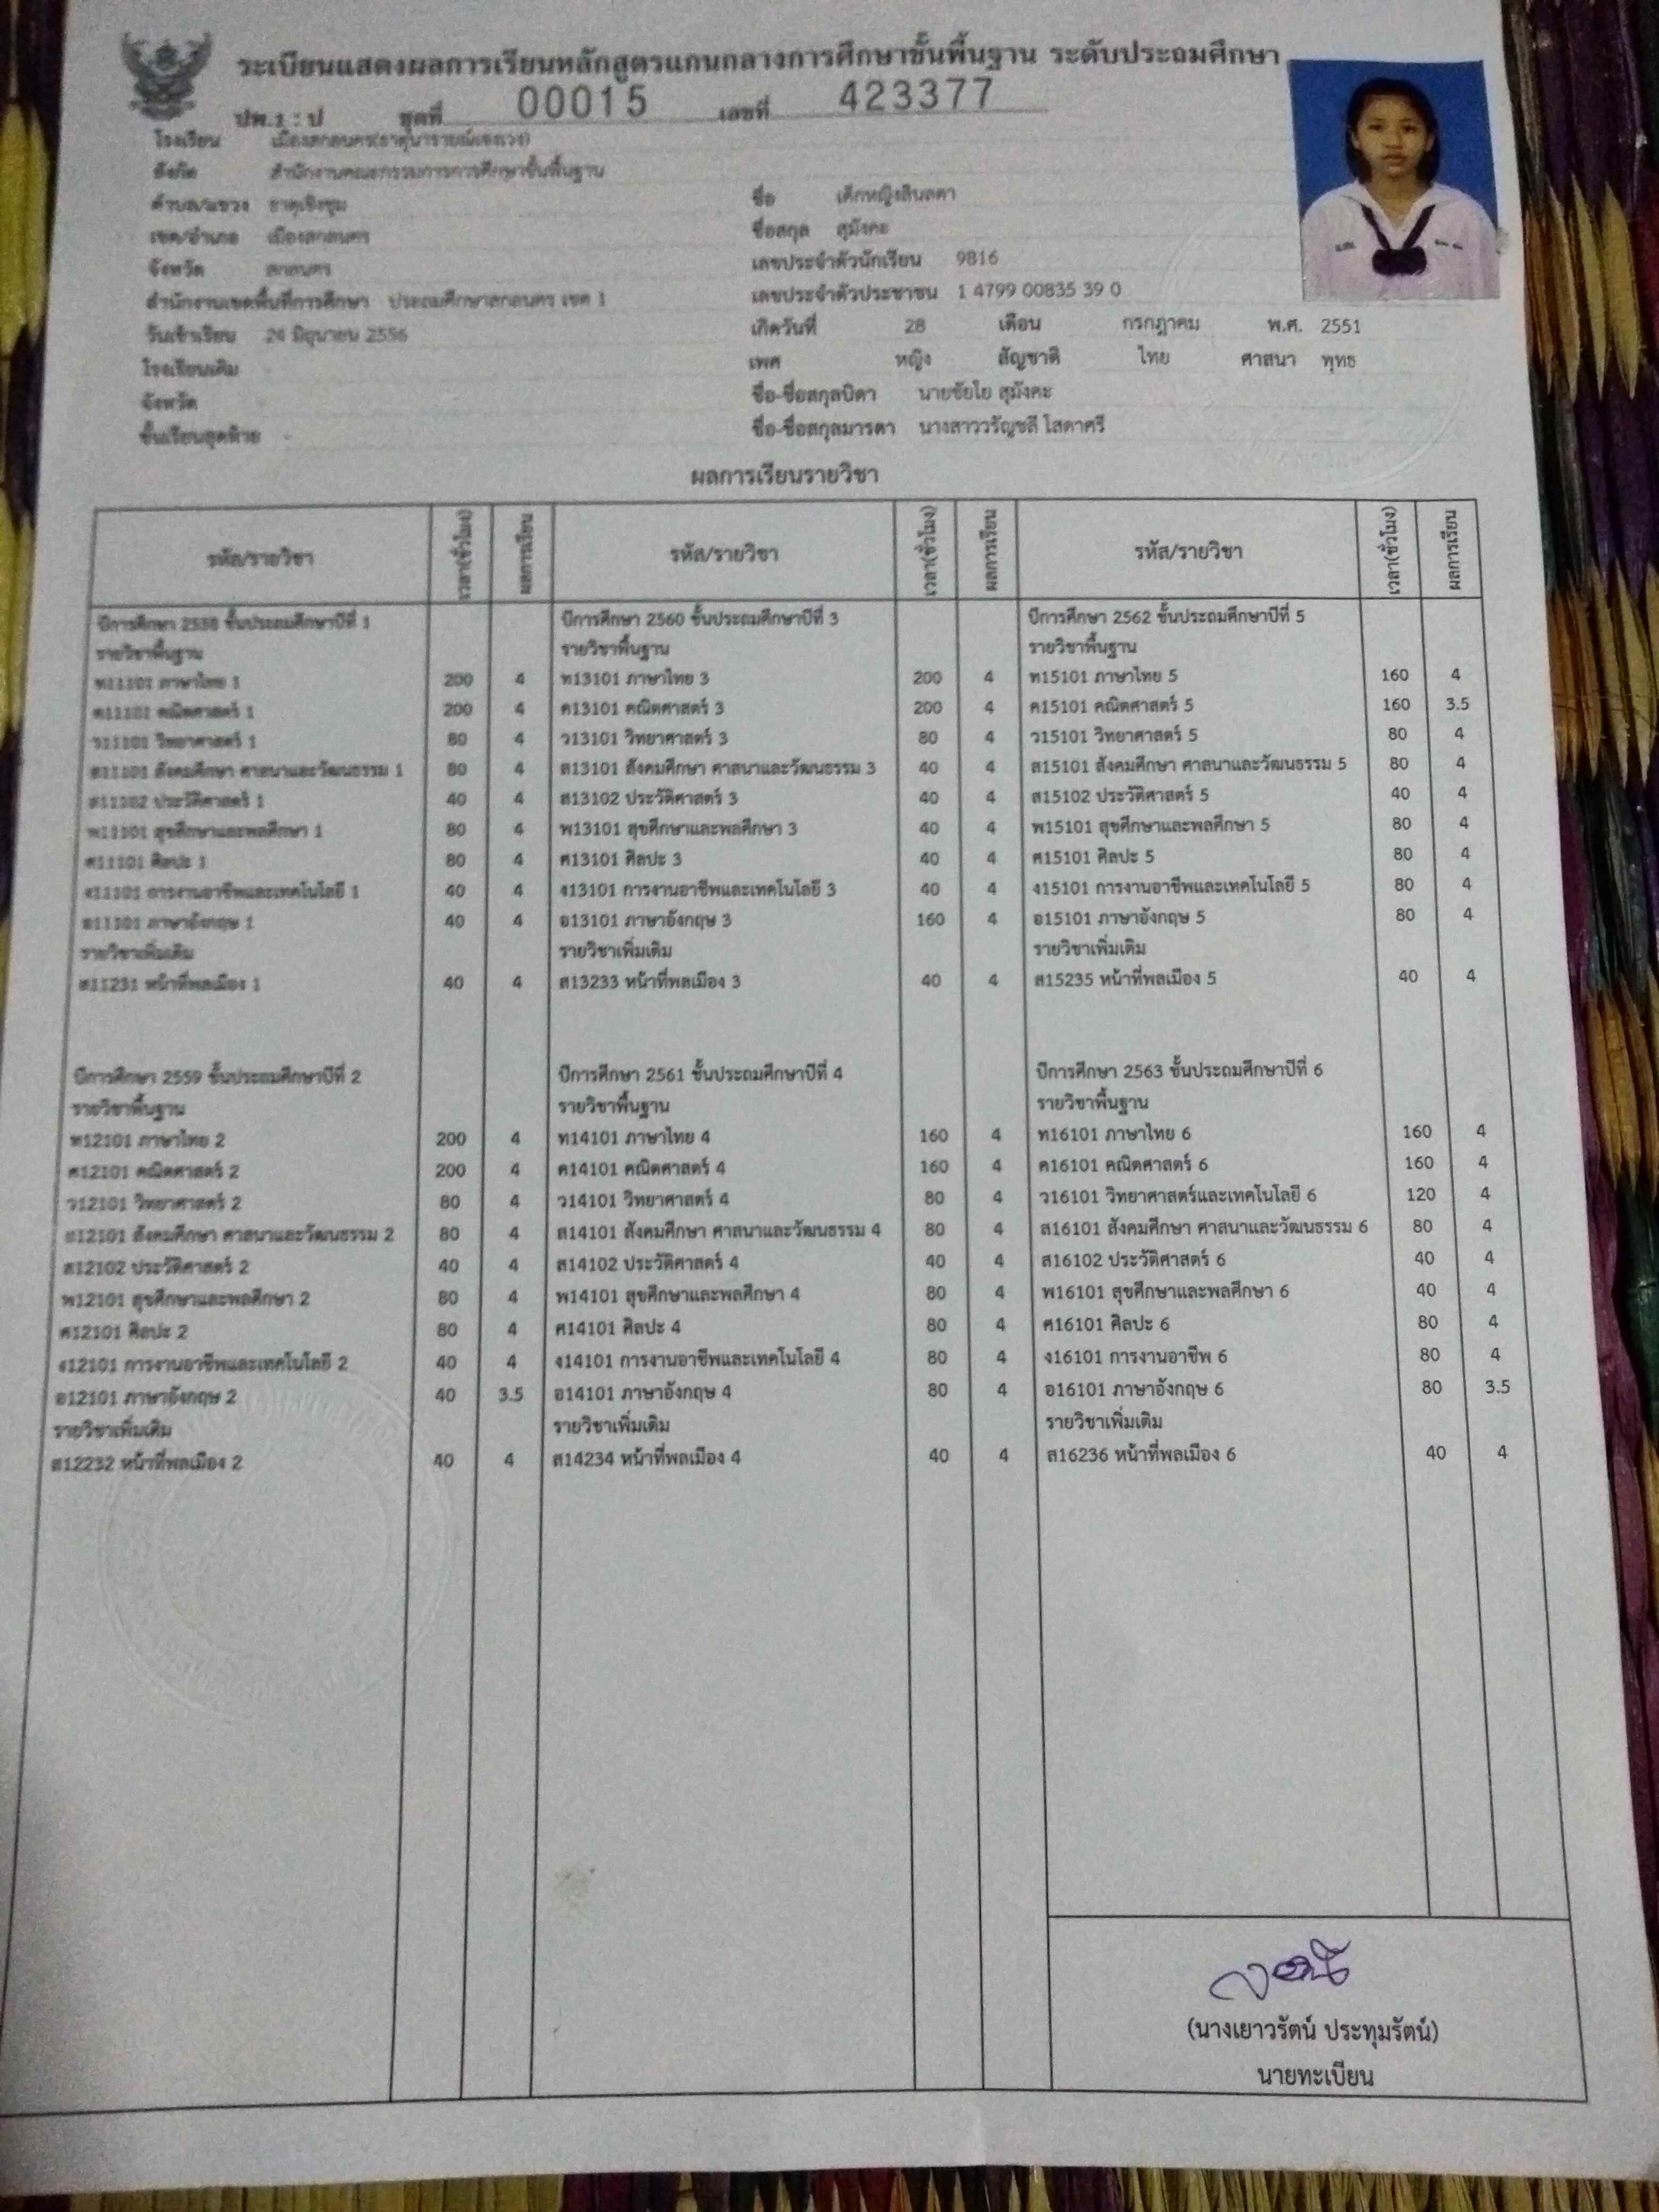 ระเบียนแสดงผลการเรียนหลักสูตรแกนกลางการศึกษาขั้นพื้นฐาน ระดับประถมศึกษา
ปพ.1 : ป ชุดที่ 00015 เลขที่ 423377
โรงเรียน เมืองสกลนคร(ธาตุนารายณ์เจงเวง)
สังกัด สำนักงานคณะกรรมการการศึกษาขั้นพื้นฐาน
ตำบล/แขวง ธาตุเชิงชุม
เขต/อำเภอ เมืองสกลนคร
จังหวัด สกลนคร
สำนักงานเขตพื้นที่การศึกษา ประถมศึกษาสกลนคร เขต 1
วันเข้าเรียน 24 มิถุนายน 2556
โรงเรียนเดิม -
จังหวัด -
ชั้นเรียนสุดท้าย -
ชื่อ เด็กหญิงสินลดา
ชื่อสกุล สุมังคะ
เลขประจำตัวนักเรียน 9816
เลขประจำตัวประชาชน 1 4799 00835 39 0
เกิดวันที่ 28 เดือน กรกฎาคม พ.ศ. 2551
เพศ หญิง สัญชาติ ไทย ศาสนา พุทธ
ชื่อ-ชื่อสกุลบิดา นายชัยโย สุมังคะ
ชื่อ-ชื่อสกุลมารดา นางสาววรัญชลี โสดาศรี
ผลการเรียนรายวิชา
รหัส/รายวิชา เวลา(ชั่วโมง) ผลการเรียน รหัส/รายวิชา เวลา(ชั่วโมง) ผลการเรียน รหัส/รายวิชา เวลา(ชั่วโมง) ผลการเรียน
ปีการศึกษา 2558 ชั้นประถมศึกษาปีที่ 1
รายวิชาพื้นฐาน
ท11101 ภาษาไทย 1 200 4
ค11101 คณิตศาสตร์ 1 200 4
ว11101 วิทยาศาสตร์ 1 80 4
ส11101 สังคมศึกษา ศาสนาและวัฒนธรรม 1 80 4
ส11102 ประวัติศาสตร์ 1 40 4
พ11101 สุขศึกษาและพลศึกษา 1 80 4
ศ11101 ศิลปะ 1 80 4
ง11101 การงานอาชีพและเทคโนโลยี 1 40 4
อ11101 ภาษาอังกฤษ 1 40 4
รายวิชาเพิ่มเติม
ส11231 หน้าที่พลเมือง 1 40 4
ปีการศึกษา 2559 ชั้นประถมศึกษาปีที่ 2
รายวิชาพื้นฐาน
ท12101 ภาษาไทย 2 200 4
ค12101 คณิตศาสตร์ 2 200 4
ว12101 วิทยาศาสตร์ 2 80 4
ส12101 สังคมศึกษา ศาสนาและวัฒนธรรม 2 80 4
ส12102 ประวัติศาสตร์ 2 40 4
พ12101 สุขศึกษาและพลศึกษา 2 80 4
ศ12101 ศิลปะ 2 80 4
ง12101 การงานอาชีพและเทคโนโลยี 2 40 4
อ12101 ภาษาอังกฤษ 2 40 3.5
รายวิชาเพิ่มเติม
ส12232 หน้าที่พลเมือง 2 40 4
ปีการศึกษา 2560 ชั้นประถมศึกษาปีที่ 3
รายวิชาพื้นฐาน
ท13101 ภาษาไทย 3 200 4
ค13101 คณิตศาสตร์ 3 200 4
ว13101 วิทยาศาสตร์ 3 80 4
ส13101 สังคมศึกษา ศาสนาและวัฒนธรรม 3 40 4
ส13102 ประวัติศาสตร์ 3 40 4
พ13101 สุขศึกษาและพลศึกษา 3 40 4
ศ13101 ศิลปะ 3 40 4
ง13101 การงานอาชีพและเทคโนโลยี 3 40 4
อ13101 ภาษาอังกฤษ 3 160 4
รายวิชาเพิ่มเติม
ส13233 หน้าที่พลเมือง 3 40 4
ปีการศึกษา 2561 ชั้นประถมศึกษาปีที่ 4
รายวิชาพื้นฐาน
ท14101 ภาษาไทย 4 160 4
ค14101 คณิตศาสตร์ 4 160 4
ว14101 วิทยาศาสตร์ 4 80 4
ส14101 สังคมศึกษา ศาสนาและวัฒนธรรม 4 80 4
ส14102 ประวัติศาสตร์ 4 40 4
พ14101 สุขศึกษาและพลศึกษา 4 80 4
ศ14101 ศิลปะ 4 80 4
ง14101 การงานอาชีพและเทคโนโลยี 4 80 4
อ14101 ภาษาอังกฤษ 4 80 4
รายวิชาเพิ่มเติม
ส14234 หน้าที่พลเมือง 4 40 4
ปีการศึกษา 2562 ชั้นประถมศึกษาปีที่ 5
รายวิชาพื้นฐาน
ท15101 ภาษาไทย 5 160 4
ค15101 คณิตศาสตร์ 5 160 3.5
ว15101 วิทยาศาสตร์ 5 80 4
ส15101 สังคมศึกษา ศาสนาและวัฒนธรรม 5 80 4
ส15102 ประวัติศาสตร์ 5 40 4
พ15101 สุขศึกษาและพลศึกษา 5 80 4
ศ15101 ศิลปะ 5 80 4
ง15101 การงานอาชีพและเทคโนโลยี 5 80 4
อ15101 ภาษาอังกฤษ 5 80 4
รายวิชาเพิ่มเติม
ส15235 หน้าที่พลเมือง 5 40 4
ปีการศึกษา 2563 ชั้นประถมศึกษาปีที่ 6
รายวิชาพื้นฐาน
ท16101 ภาษาไทย 6 160 4
ค16101 คณิตศาสตร์ 6 160 4
ว16101 วิทยาศาสตร์และเทคโนโลยี 6 120 4
ส16101 สังคมศึกษา ศาสนาและวัฒนธรรม 6 80 4
ส16102 ประวัติศาสตร์ 6 40 4
พ16101 สุขศึกษาและพลศึกษา 6 40 4
ศ16101 ศิลปะ 6 80 4
ง16101 การงานอาชีพ 6 80 4
อ16101 ภาษาอังกฤษ 6 80 3.5
รายวิชาเพิ่มเติม
ส16236 หน้าที่พลเมือง 6 40 4
(นางเยาวรัตน์ ประทุมรัตน์)
นายทะเบียน